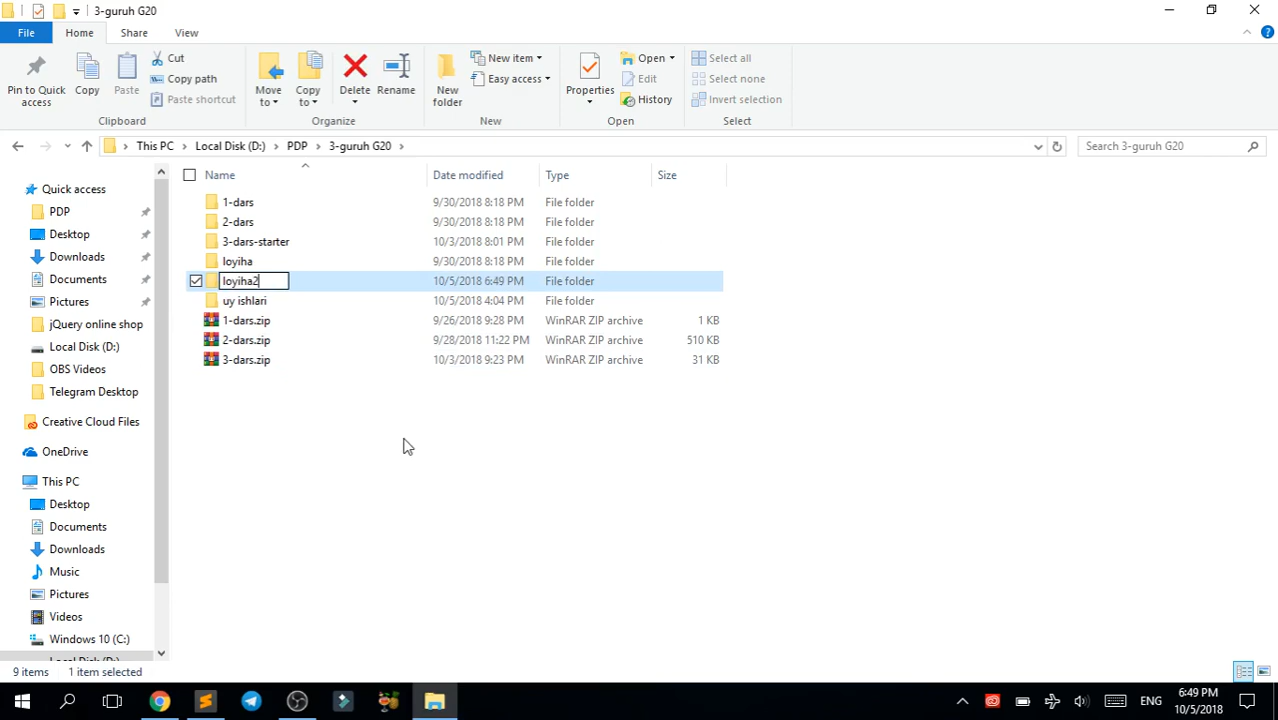 3-guruh G20
File Home Share View
Pin to Quick access
Copy
Paste
Cut
Copy path
Paste shortcut
Clipboard
Move to
Copy to
Delete
Rename
Organize
New folder
New item
Easy access
New
Properties
Open
Edit
History
Open
Select all
Select none
Invert selection
Select
This PC Local Disk (D:) PDP 3-guruh G20
Search 3-guruh G20
Name Date modified Type Size
1-dars 9/30/2018 8:18 PM File folder
2-dars 9/30/2018 8:18 PM File folder
3-dars-starter 10/3/2018 8:01 PM File folder
loyiha 9/30/2018 8:18 PM File folder
loyiha2 10/5/2018 6:49 PM File folder
uy ishlari 10/5/2018 4:04 PM File folder
1-dars.zip 9/26/2018 9:28 PM WinRAR ZIP archive 1 KB
2-dars.zip 9/28/2018 11:22 PM WinRAR ZIP archive 510 KB
3-dars.zip 10/3/2018 9:23 PM WinRAR ZIP archive 31 KB
Quick access
PDP
Desktop
Downloads
Documents
Pictures
jQuery online shop
Local Disk (D:)
OBS Videos
Telegram Desktop
Creative Cloud Files
OneDrive
This PC
Desktop
Documents
Downloads
Music
Pictures
Videos
Windows 10 (C:)
Local Disk (D:)
9 items 1 item selected
ENG
6:49 PM
10/5/2018